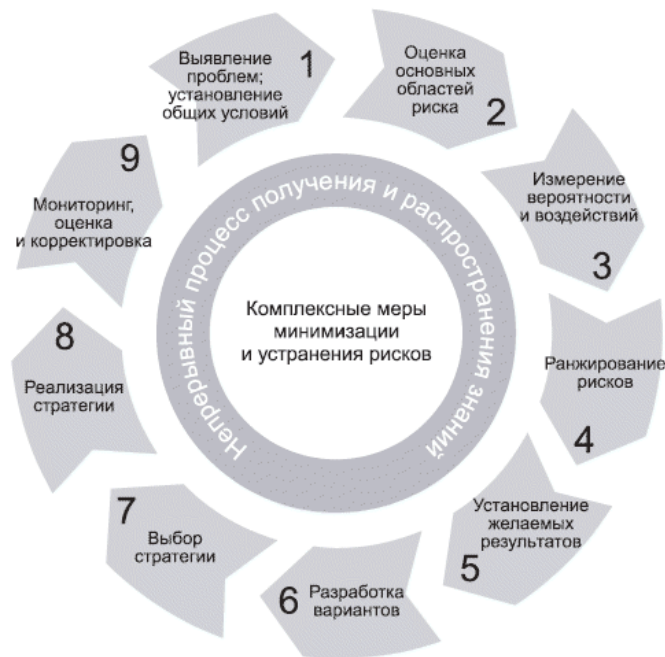 1
Выявление
проблем;
установление
общих условий
Оценка
основных
областей
риска
2
Измерение
вероятности
и воздействий
3
Ранжирование
рисков
4
Установление
желаемых
результатов
5
6
Разработка
вариантов
7
Выбор
стратегии
8
Реализация
стратегии
9
Мониторинг,
оценка
и корректировка
Непрерывный процесс получения и распространения знаний
Комплексные меры
минимизации
и устранения рисков